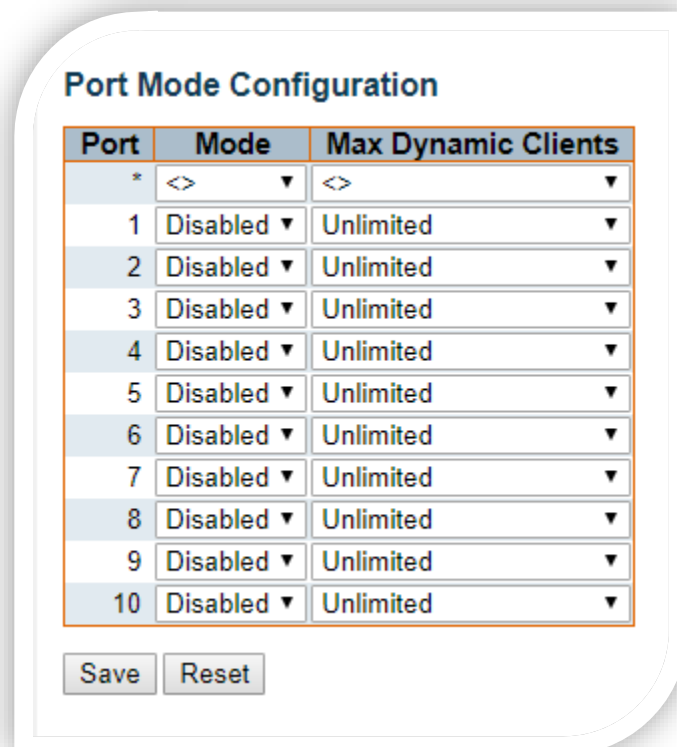 Port Mode Configuration
Port Mode Max Dynamic Clients
* <> <>
1 Disabled Unlimited
2 Disabled Unlimited
3 Disabled Unlimited
4 Disabled Unlimited
5 Disabled Unlimited
6 Disabled Unlimited
7 Disabled Unlimited
8 Disabled Unlimited
9 Disabled Unlimited
10 Disabled Unlimited
Save Reset